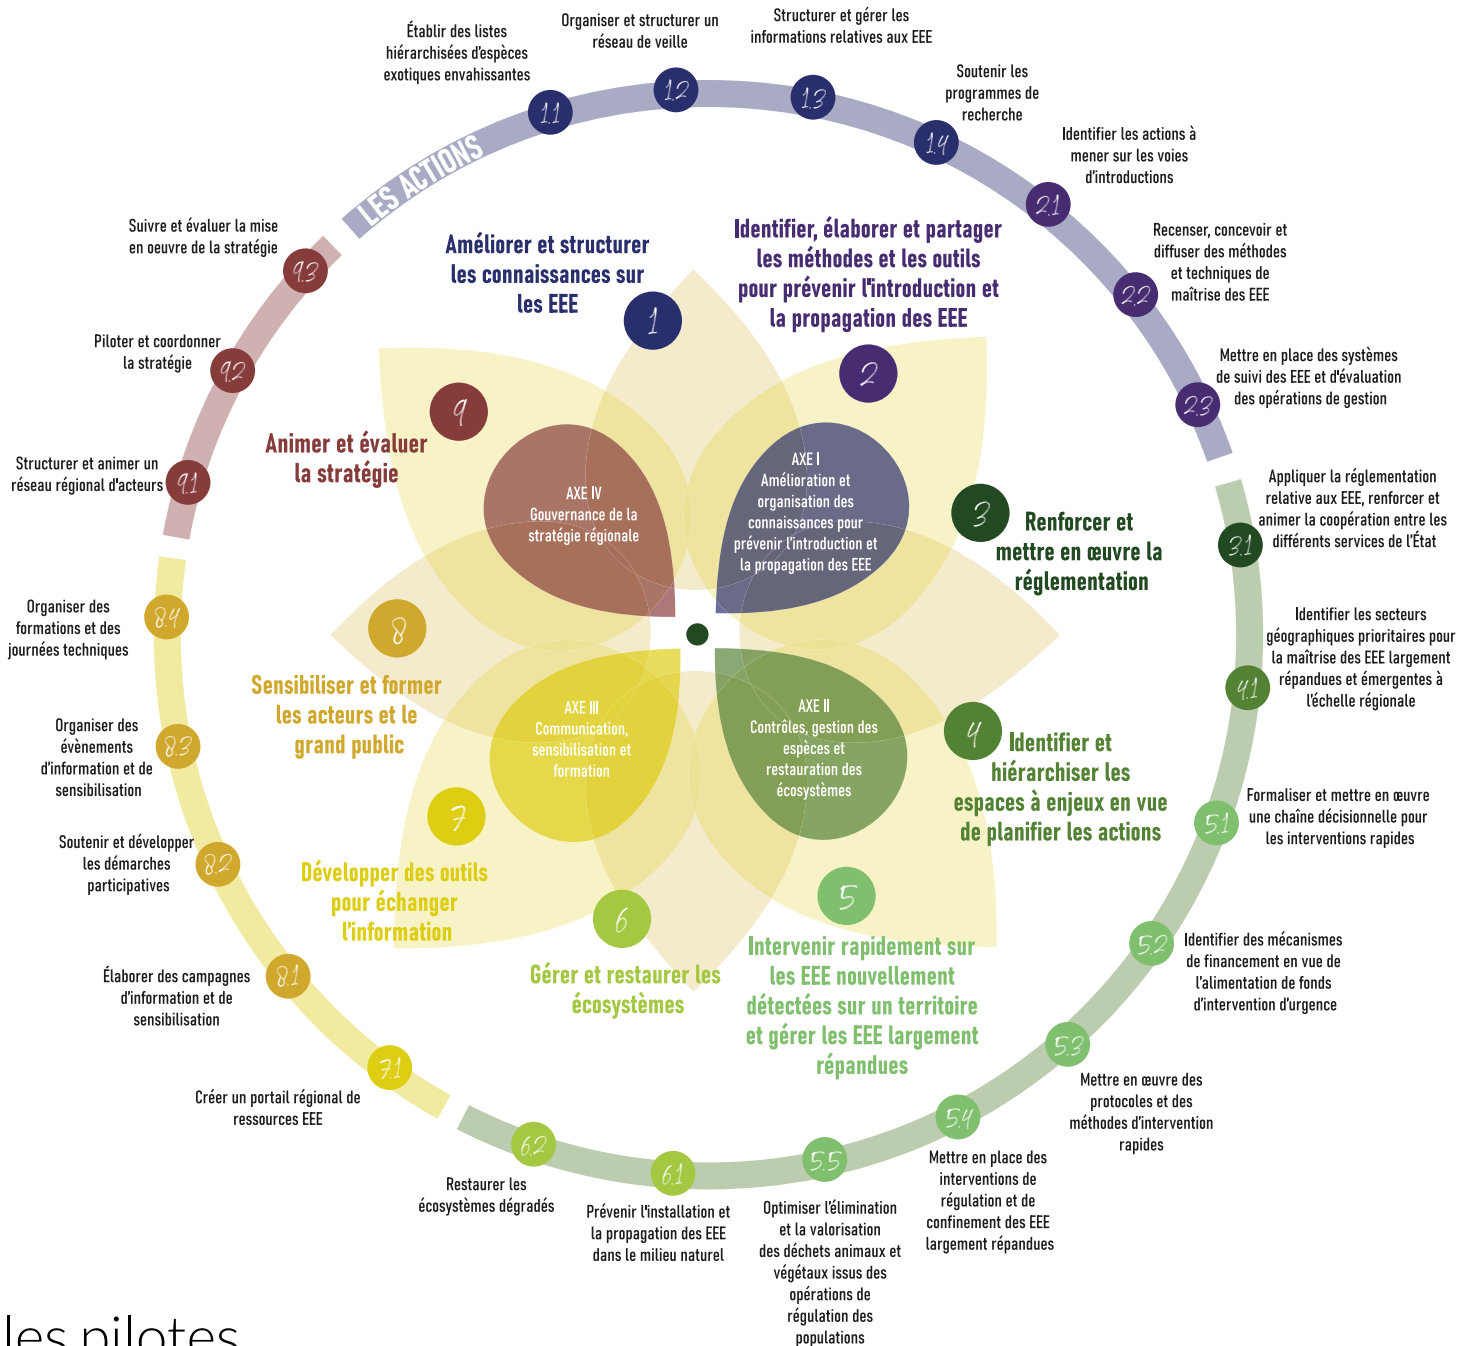 Établir des listes
hiérarchisées d'espèces
exotiques envahissantes
1.1
Organiser et structurer un
réseau de veille
1.2
Structurer et gérer les
informations relatives aux EEE
1.3
Soutenir les
programmes de
recherche
1.4
Identifier les actions à
mener sur les voies
d'introductions
2.1
Recenser, concevoir et
diffuser des méthodes
et techniques de
maîtrise des EEE
2.2
Mettre en place des systèmes
de suivi des EEE et d'évaluation
des opérations de gestion
2.3
Appliquer la réglementation
relative aux EEE, renforcer et
animer la coopération entre les
différents services de l'État
3.1
Identifier les secteurs
géographiques prioritaires pour
la maîtrise des EEE largement
répandues et émergentes à
l'échelle régionale
4.1
Formaliser et mettre en œuvre
une chaîne décisionnelle pour
les interventions rapides
5.1
Identifier des mécanismes
de financement en vue de
l'alimentation de fonds
d'intervention d'urgence
5.2
Mettre en œuvre des
protocoles et des
méthodes d'intervention
rapides
5.3
Mettre en place des
interventions de
régulation et de
confinement des EEE
largement répandues
5.4
Optimiser l'élimination
et la valorisation
des déchets animaux et
végétaux issus des
opérations de
régulation des
populations
5.5
Prévenir l'installation et
la propagation des EEE
dans le milieu naturel
6.1
Restaurer les
écosystèmes dégradés
6.2
Créer un portail régional de
ressources EEE
7.1
Élaborer des campagnes
d'information et de
sensibilisation
8.1
Soutenir et développer
les démarches
participatives
8.2
Organiser des
évènements
d'information et de
sensibilisation
8.3
Organiser des
formations et des
journées techniques
8.4
Structurer et animer un
réseau régional d'acteurs
9.1
Piloter et coordonner
la stratégie
9.2
Suivre et évaluer la mise
en oeuvre de la stratégie
9.3
LES ACTIONS
Améliorer et structurer
les connaissances sur
les EEE
1
Identifier, élaborer et partager
les méthodes et les outils
pour prévenir l'introduction et
la propagation des EEE
2
3
Renforcer et
mettre en œuvre la
réglementation
4
Identifier et
hiérarchiser les
espaces à enjeux en vue
de planifier les actions
5
Intervenir rapidement sur
les EEE nouvellement
détectées sur un territoire
et gérer les EEE largement
répandues
6
Gérer et restaurer les
écosystèmes
7
Développer des outils
pour échanger
l'information
8
Sensibiliser et former
les acteurs et le
grand public
9
Animer et évaluer
la stratégie
AXE I
Amélioration et
organisation des
connaissances pour
prévenir l'introduction et
la propagation des EEE
AXE II
Contrôles, gestion des
espèces et
restauration des
écosystèmes
AXE III
Communication,
sensibilisation et
formation
AXE IV
Gouvernance de la
stratégie régionale
les pilotes